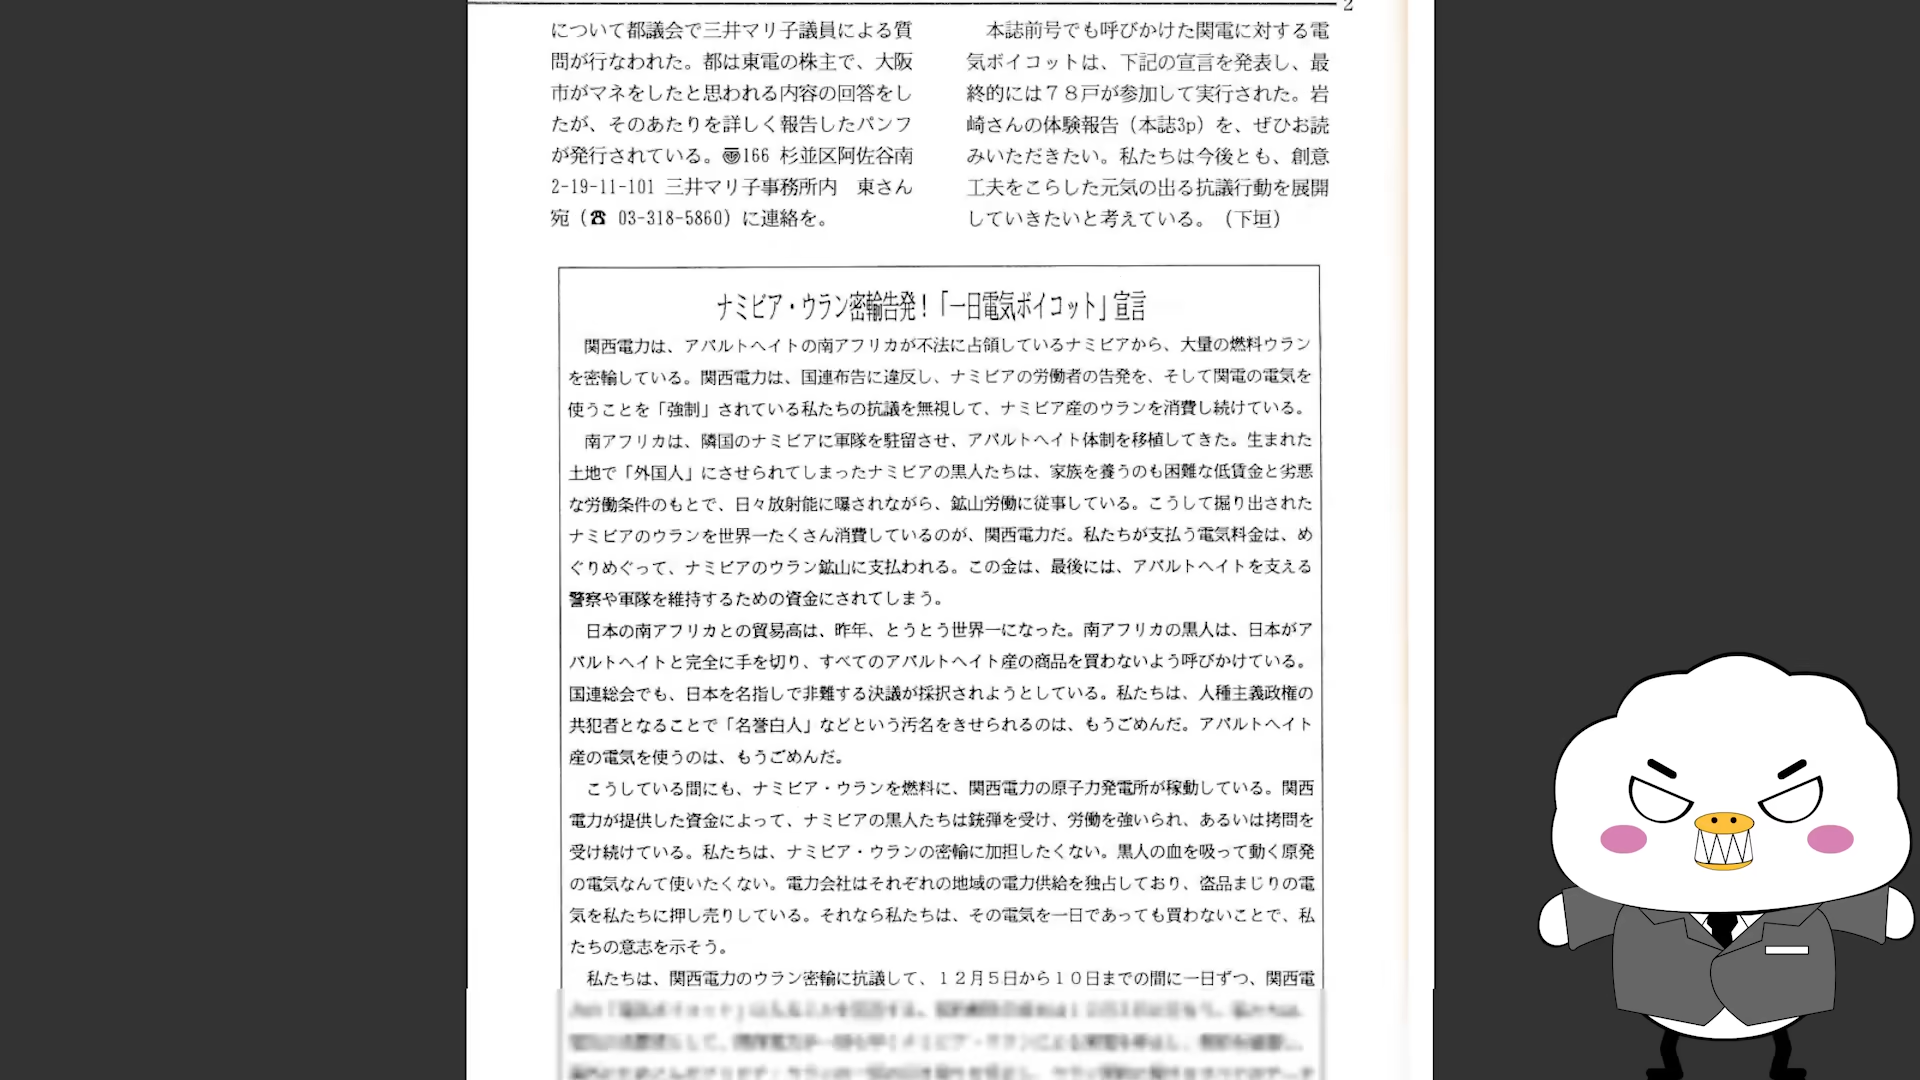 2
について都議会で三井マリ子議員による質
問が行なわれた。都は東電の株主で、大阪
市がマネをしたと思われる内容の回答をし
たが、そのあたりを詳しく報告したパンフ
が発行されている。〠166 杉並区阿佐谷南
2-19-11-101 三井マリ子事務所内　東さん
宛（☎ 03-318-5860）に連絡を。
本誌前号でも呼びかけた関電に対する電
気ボイコットは、下記の宣言を発表し、最
終的には７８戸が参加して実行された。岩
崎さんの体験報告（本誌3p）を、ぜひお読
みいただきたい。私たちは今後とも、創意
工夫をこらした元気の出る抗議行動を展開
していきたいと考えている。（下垣）
ナミビア・ウラン密輸告発！「一日電気ボイコット」宣言
関西電力は、アパルトヘイトの南アフリカが不法に占領しているナミビアから、大量の燃料ウラン
を密輸している。関西電力は、国連布告に違反し、ナミビアの労働者の告発を、そして関電の電気を
使うことを「強制」されている私たちの抗議を無視して、ナミビア産のウランを消費し続けている。
南アフリカは、隣国のナミビアに軍隊を駐留させ、アパルトヘイト体制を移植してきた。生まれた
土地で「外国人」にさせられてしまったナミビアの黒人たちは、家族を養うのも困難な低賃金と劣悪
な労働条件のもとで、日々放射能に曝されながら、鉱山労働に従事している。こうして掘り出された
ナミビアのウランを世界一たくさん消費しているのが、関西電力だ。私たちが支払う電気料金は、め
ぐりめぐって、ナミビアのウラン鉱山に支払われる。この金は、最後には、アパルトヘイトを支える
警察や軍隊を維持するための資金にされてしまう。
日本の南アフリカとの貿易高は、昨年、とうとう世界一になった。南アフリカの黒人は、日本がア
パルトヘイトと完全に手を切り、すべてのアパルトヘイト産の商品を買わないよう呼びかけている。
国連総会でも、日本を名指しで非難する決議が採択されようとしている。私たちは、人種主義政権の
共犯者となることで「名誉白人」などという汚名をきせられるのは、もうごめんだ。アパルトヘイト
産の電気を使うのは、もうごめんだ。
こうしている間にも、ナミビア・ウランを燃料に、関西電力の原子力発電所が稼動している。関西
電力が提供した資金によって、ナミビアの黒人たちは銃弾を受け、労働を強いられ、あるいは拷問を
受け続けている。私たちは、ナミビア・ウランの密輸に加担したくない。黒人の血を吸って動く原発
の電気なんて使いたくない。電力会社はそれぞれの地域の電力供給を独占しており、盗品まじりの電
気を私たちに押し売りしている。それなら私たちは、その電気を一日であっても買わないことで、私
たちの意志を示そう。
私たちは、関西電力のウラン密輸に抗議して、１２月５日から１０日までの間に一日ずつ、関西電